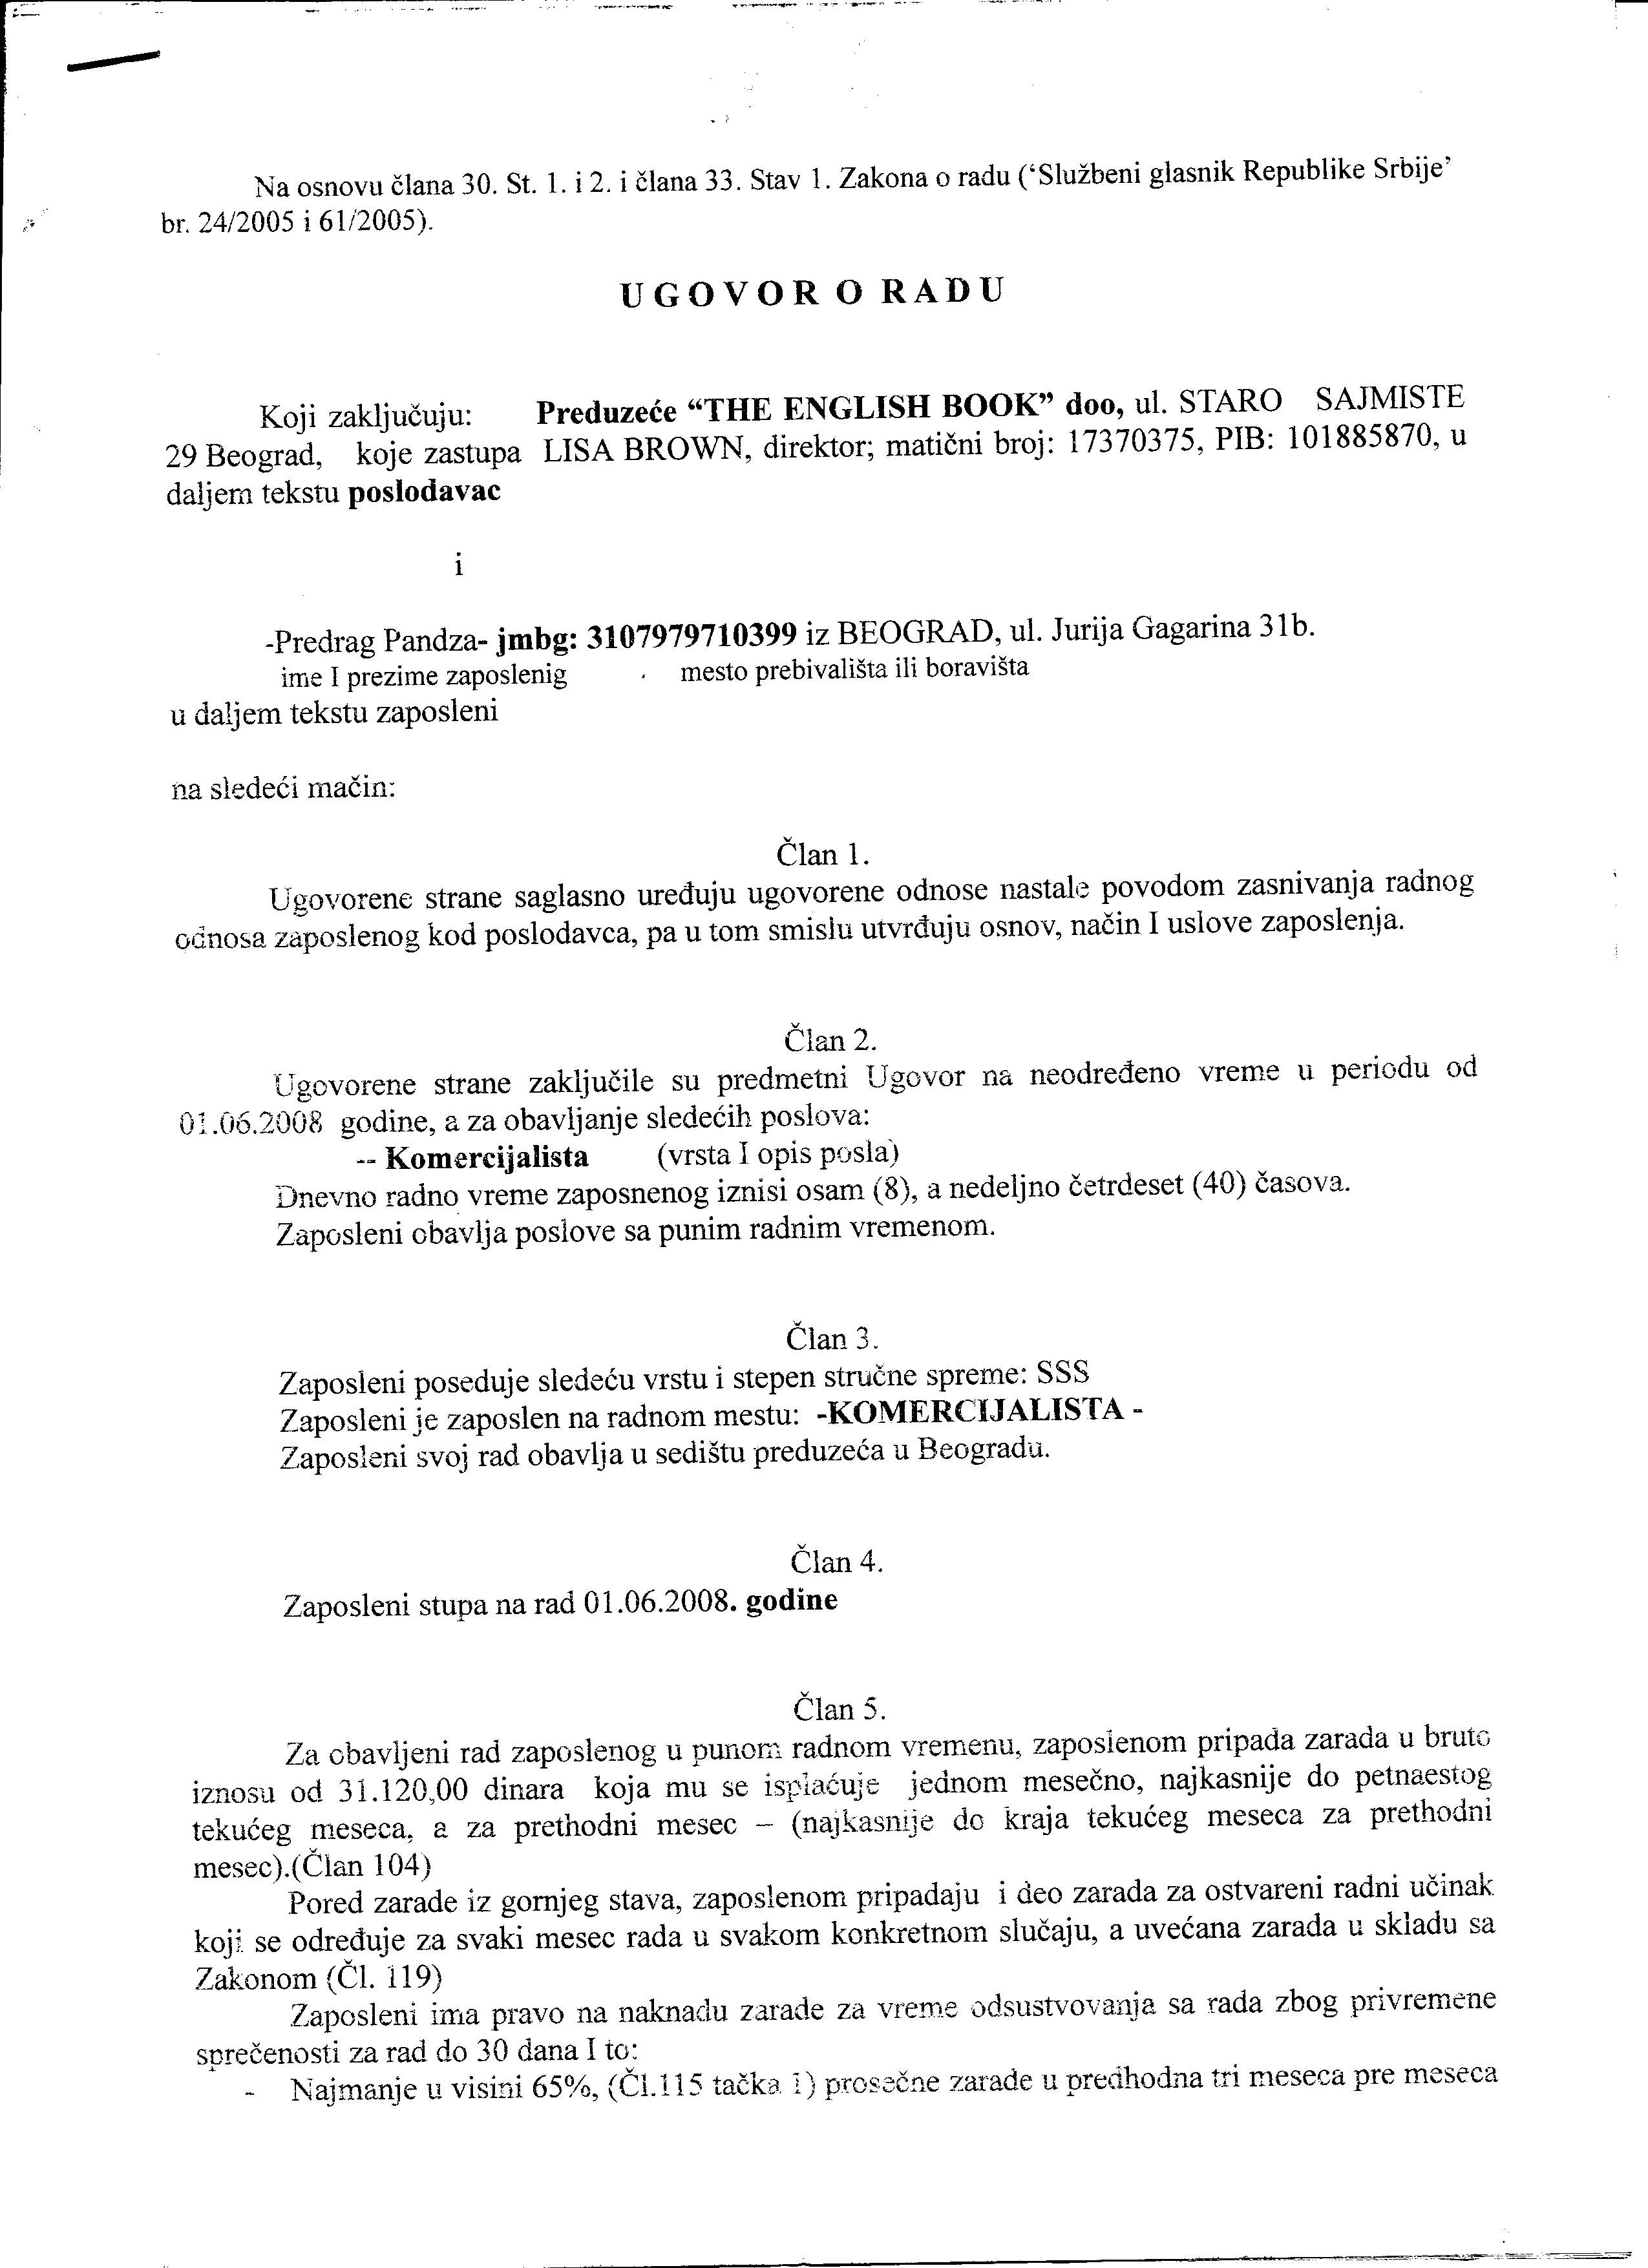 Na osnovu člana 30. St. 1. i 2. i člana 33. Stav 1. Zakona o radu (‘Službeni glasnik Republike Srbije’
br. 24/2005 i 61/2005).
U G O V O R O R A D U
Koji zaključuju: Preduzeće “THE ENGLISH BOOK” doo, ul. STARO SAJMISTE
29 Beograd, koje zastupa LISA BROWN, direktor; matični broj: 17370375, PIB: 101885870, u
daljem tekstu poslodavac
i
-Predrag Pandza- jmbg: 3107979710399 iz BEOGRAD, ul. Jurija Gagarina 31b.
ime I prezime zaposlenig mesto prebivališta ili boravišta
u daljem tekstu zaposleni
na sledeći mačin:
Član 1.
Ugovorene strane saglasno uređuju ugovorene odnose nastale povodom zasnivanja radnog
odnosa zaposlenog kod poslodavca, pa u tom smislu utvrđuju osnov, način I uslove zaposlenja.
Član 2.
Ugovorene strane zaključile su predmetni Ugovor na neodređeno vreme u periodu od
01.06.2008 godine, a za obavljanje sledećih poslova:
-- Komercijalista (vrsta I opis posla)
Dnevno radno vreme zaposnenog iznisi osam (8), a nedeljno četrdeset (40) časova.
Zaposleni obavlja poslove sa punim radnim vremenom.
Član 3.
Zaposleni poseduje sledeću vrstu i stepen stručne spreme: SSS
Zaposleni je zaposlen na radnom mestu: -KOMERCIJALISTA -
Zaposleni svoj rad obavlja u sedištu preduzeća u Beogradu.
Član 4.
Zaposleni stupa na rad 01.06.2008. godine
Član 5.
Za obavljeni rad zaposlenog u punom radnom vremenu, zaposlenom pripada zarada u bruto
iznosu od 31.120,00 dinara koja mu se isplaćuje jednom mesečno, najkasnije do petnaestog
tekućeg meseca, a za prethodni mesec – (najkasnije do kraja tekućeg meseca za prethodni
mesec).(Član 104)
Pored zarade iz gornjeg stava, zaposlenom pripadaju i deo zarada za ostvareni radni učinak
koji se određuje za svaki mesec rada u svakom konkretnom slučaju, a uvećana zarada u skladu sa
Zakonom (Čl. 119)
Zaposleni ima pravo na naknadu zarade za vreme odsustvovanja sa rada zbog privremene
sprečenosti za rad do 30 dana I to:
- Najmanje u visini 65%, (Čl.115 tačka 1) prosečne zarade u predhodna tri meseca pre meseca